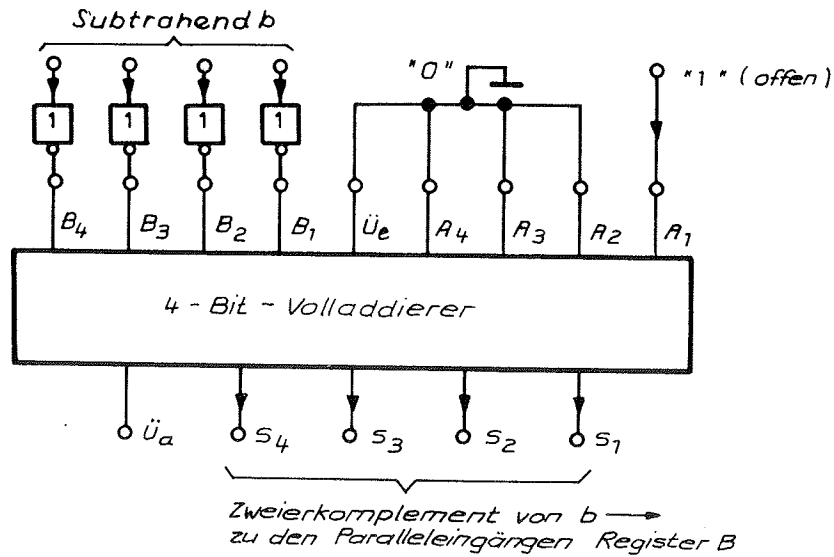 Subtrahend b
"0"
"1" (offen)
1 1 1 1
B4 B3 B2 B1 Üe A4 A3 A2 A1
4-Bit-Volladdierer
Üa S4 S3 S2 S1
Zweierkomplement von b →
zu den Paralleleingängen Register B